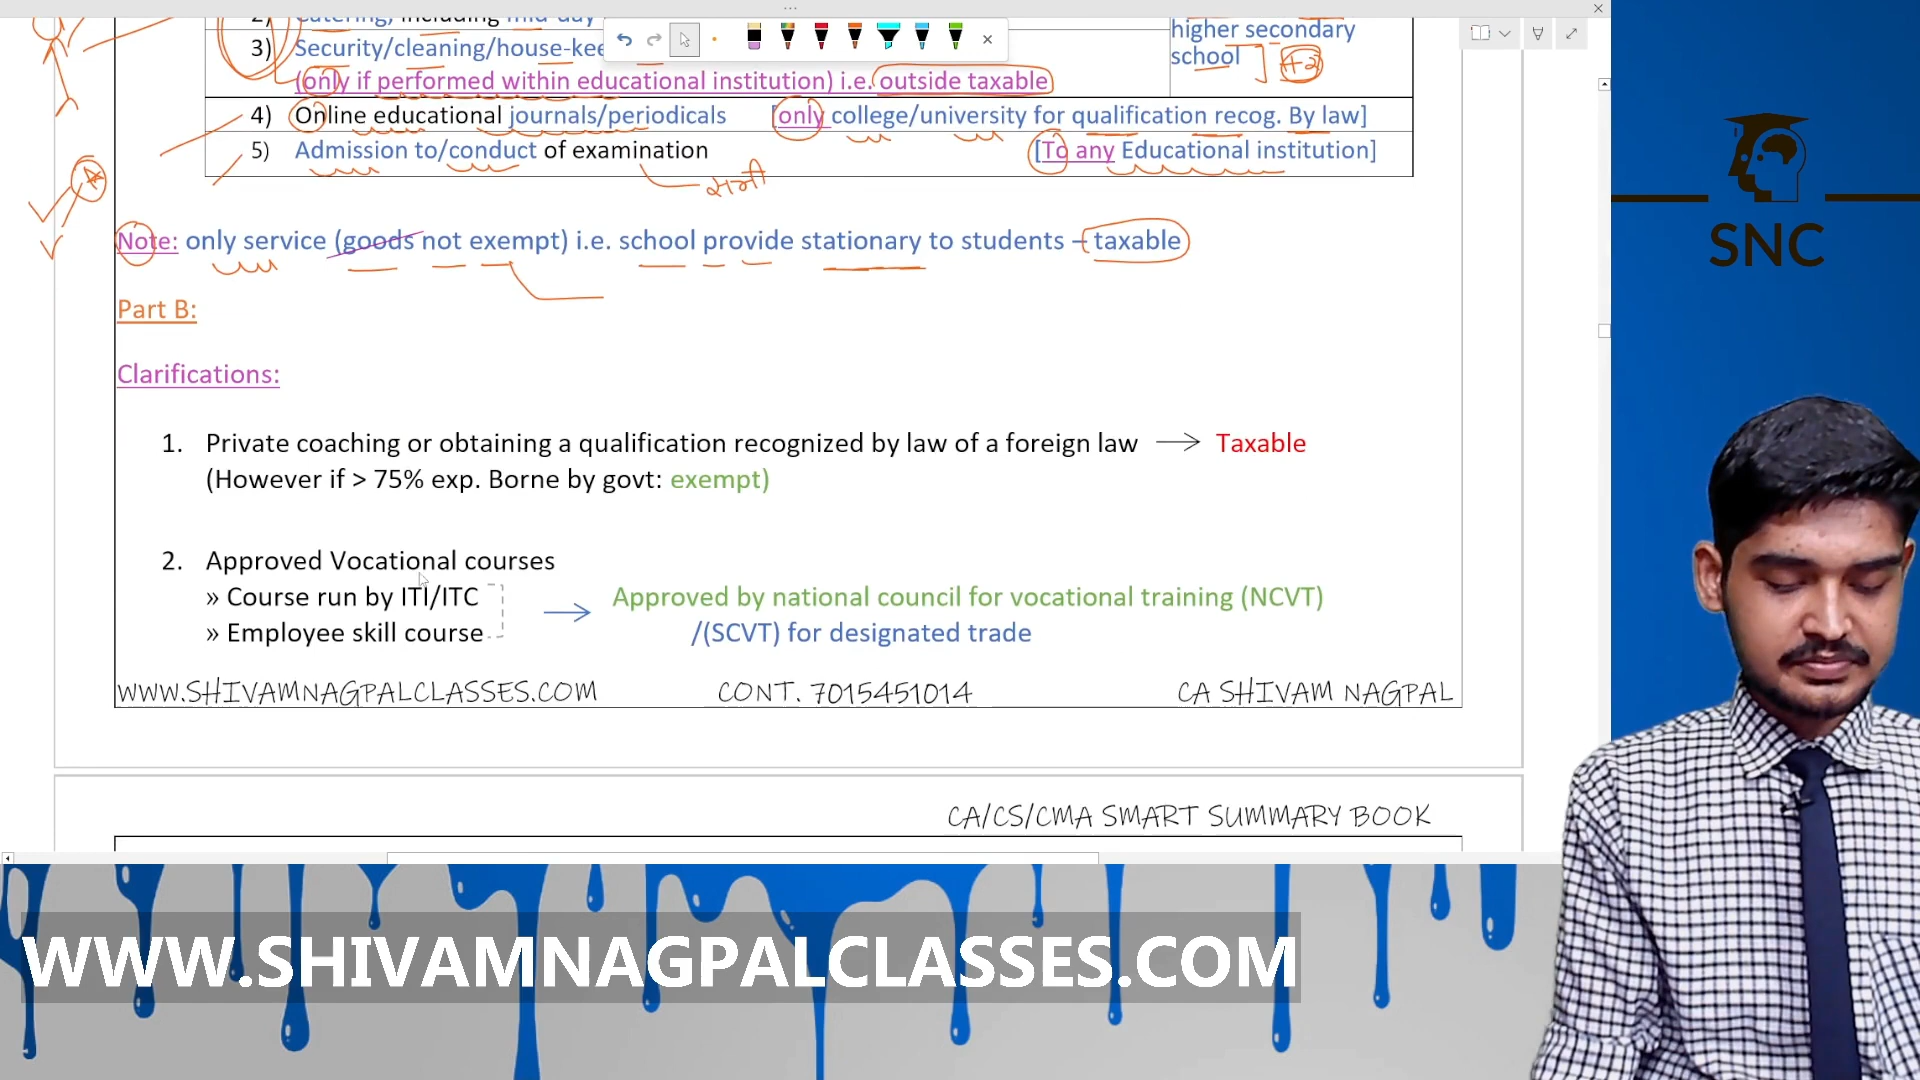 2) Catering, including mid-day
higher secondary
3) Security/cleaning/house-kee
school
+2
(only if performed within educational institution) i.e. outside taxable
4) Online educational journals/periodicals [only college/university for qualification recog. By law]
5) Admission to/conduct of examination [To any Educational institution]
Note: only service (goods not exempt) i.e. school provide stationary to students – taxable
Part B:
Clarifications:
1. Private coaching or obtaining a qualification recognized by law of a foreign law → Taxable
(However if > 75% exp. Borne by govt: exempt)
2. Approved Vocational courses
» Course run by ITI/ITC → Approved by national council for vocational training (NCVT)
» Employee skill course /(SCVT) for designated trade
WWW.SHIVAMNAGPALCLASSES.COM CONT. 7015451014 CA SHIVAM NAGPAL
CA/CS/CMA SMART SUMMARY BOOK
SNC
WWW.SHIVAMNAGPALCLASSES.COM